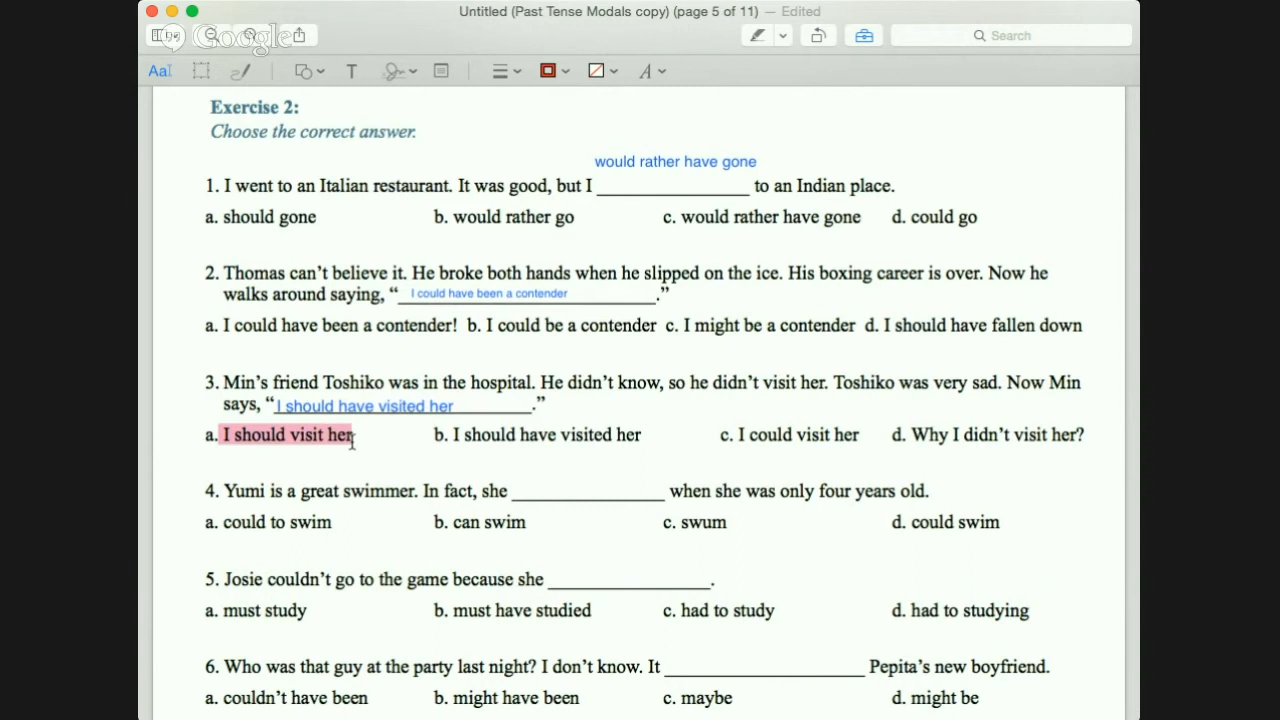 Untitled (Past Tense Modals copy) (page 5 of 11) — Edited
Google
Search
AaI
T
A
Exercise 2:
Choose the correct answer.
would rather have gone
1. I went to an Italian restaurant. It was good, but I ________________ to an Indian place.
a. should gone b. would rather go c. would rather have gone d. could go
2. Thomas can’t believe it. He broke both hands when he slipped on the ice. His boxing career is over. Now he
walks around saying, “ I could have been a contender .”
a. I could have been a contender! b. I could be a contender c. I might be a contender d. I should have fallen down
3. Min’s friend Toshiko was in the hospital. He didn’t know, so he didn’t visit her. Toshiko was very sad. Now Min
says, “ I should have visited her .”
a. I should visit her b. I should have visited her c. I could visit her d. Why I didn’t visit her?
4. Yumi is a great swimmer. In fact, she ________________ when she was only four years old.
a. could to swim b. can swim c. swum d. could swim
5. Josie couldn’t go to the game because she _________________.
a. must study b. must have studied c. had to study d. had to studying
6. Who was that guy at the party last night? I don’t know. It _____________________ Pepita’s new boyfriend.
a. couldn’t have been b. might have been c. maybe d. might be